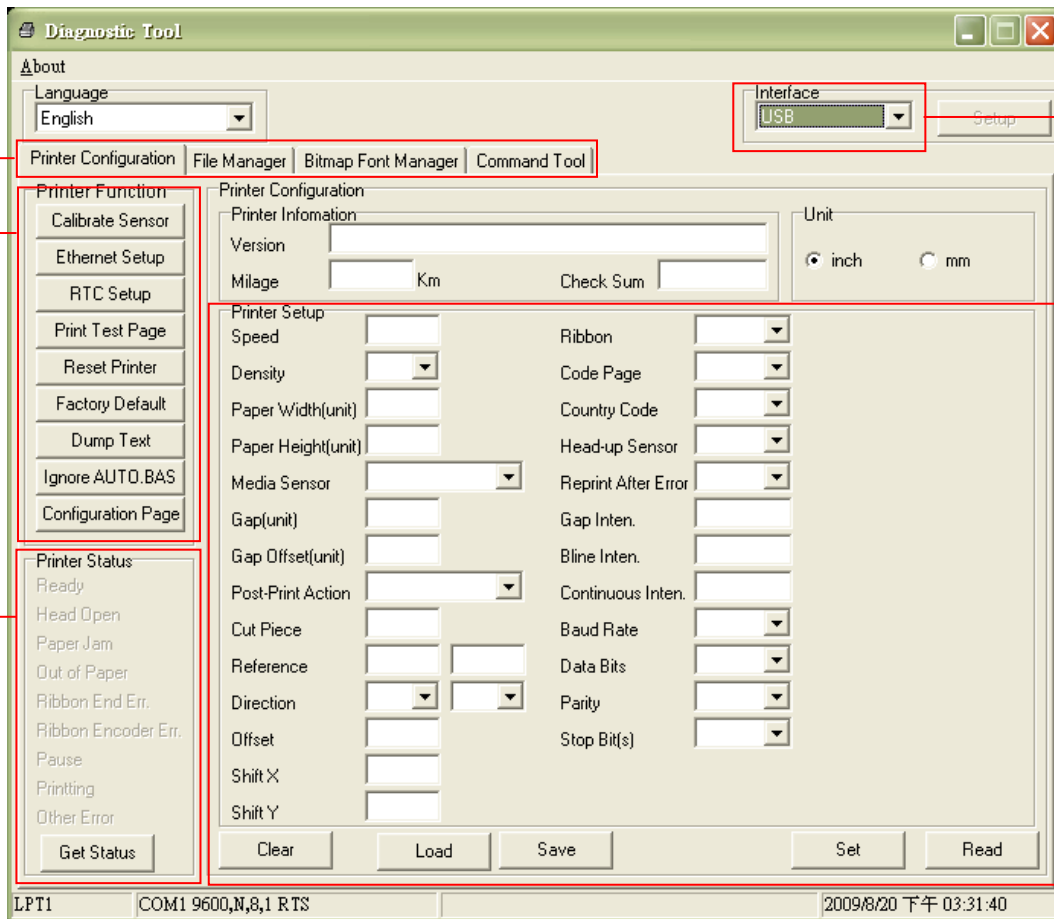 Diagnostic Tool
About
Language
English
Interface
USB
Setup
Printer Configuration
File Manager
Bitmap Font Manager
Command Tool
Printer Function
Calibrate Sensor
Ethernet Setup
RTC Setup
Print Test Page
Reset Printer
Factory Default
Dump Text
Ignore AUTO.BAS
Configuration Page
Printer Status
Ready
Head Open
Paper Jam
Out of Paper
Ribbon End Err.
Ribbon Encoder Err.
Pause
Printting
Other Error
Get Status
Printer Configuration
Printer Infomation
Version
Milage
Km
Check Sum
Unit
inch
mm
Printer Setup
Speed
Density
Paper Width(unit)
Paper Height(unit)
Media Sensor
Gap(unit)
Gap Offset(unit)
Post-Print Action
Cut Piece
Reference
Direction
Offset
Shift X
Shift Y
Ribbon
Code Page
Country Code
Head-up Sensor
Reprint After Error
Gap Inten.
Bline Inten.
Continuous Inten.
Baud Rate
Data Bits
Parity
Stop Bit(s)
Clear
Load
Save
Set
Read
LPT1
COM1 9600,N,8,1 RTS
2009/8/20 下午 03:31:40